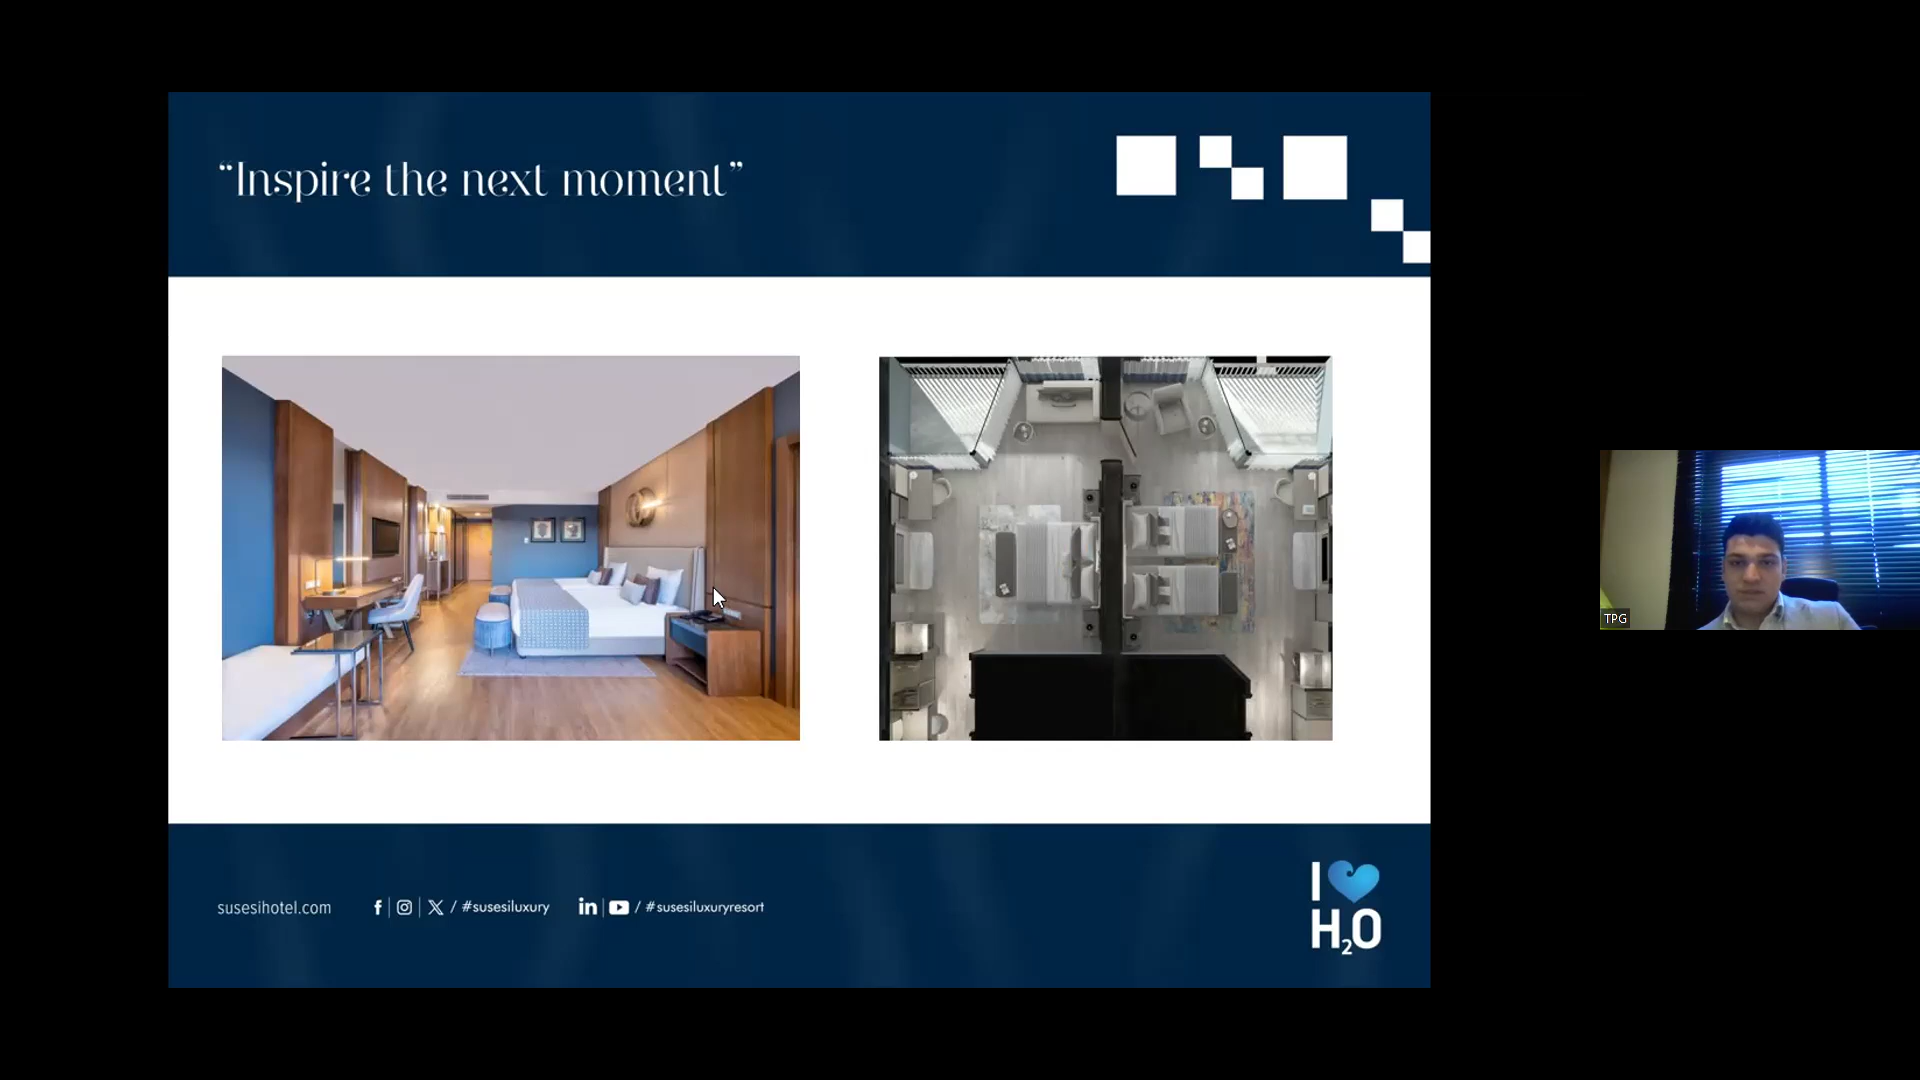 “Inspire the next moment”
TPG
susesihotel.com
/ #susesiluxury
/ #susesiluxuryresort
I
H2O